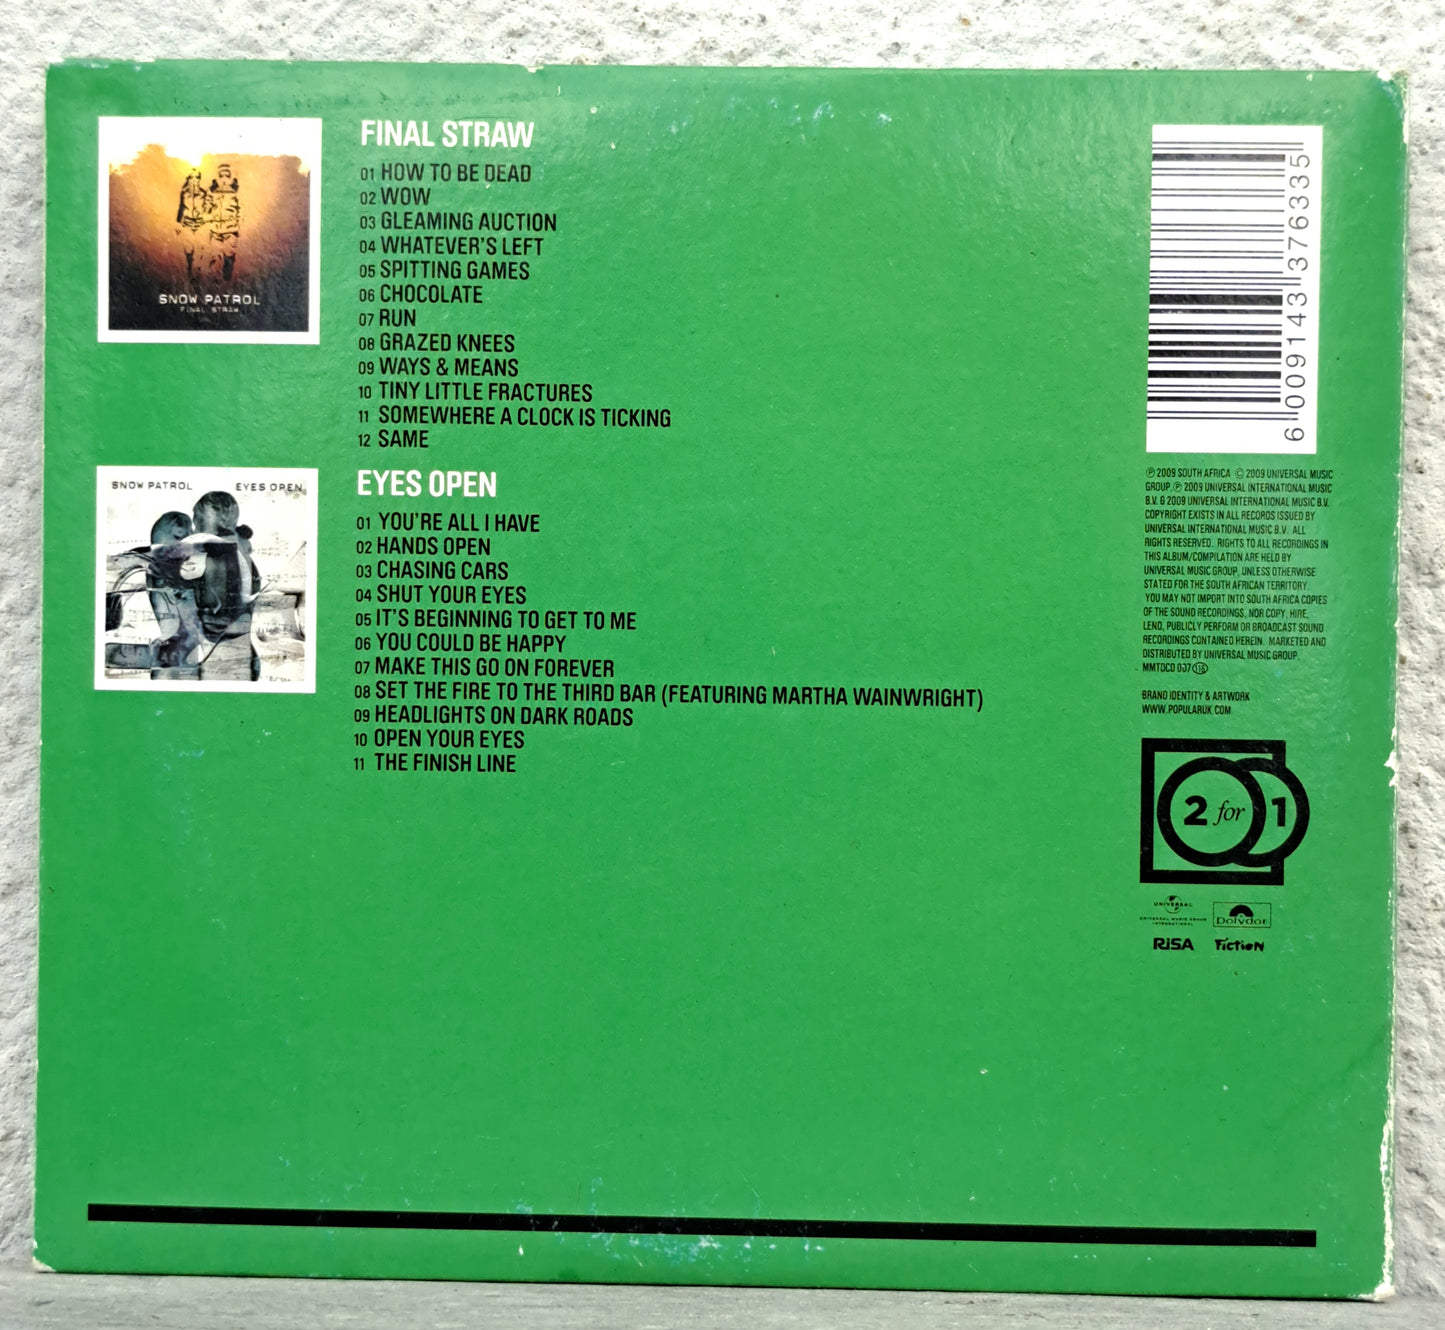 SNOW PATROL
FINAL STRAW
FINAL STRAW
01 HOW TO BE DEAD
02 WOW
03 GLEAMING AUCTION
04 WHATEVER'S LEFT
05 SPITTING GAMES
06 CHOCOLATE
07 RUN
08 GRAZED KNEES
09 WAYS & MEANS
10 TINY LITTLE FRACTURES
11 SOMEWHERE A CLOCK IS TICKING
12 SAME
SNOW PATROL EYES OPEN
EYES OPEN
01 YOU'RE ALL I HAVE
02 HANDS OPEN
03 CHASING CARS
04 SHUT YOUR EYES
05 IT'S BEGINNING TO GET TO ME
06 YOU COULD BE HAPPY
07 MAKE THIS GO ON FOREVER
08 SET THE FIRE TO THE THIRD BAR (FEATURING MARTHA WAINWRIGHT)
09 HEADLIGHTS ON DARK ROADS
10 OPEN YOUR EYES
11 THE FINISH LINE
6 009143 376335
℗ 2009 SOUTH AFRICA © 2009 UNIVERSAL MUSIC
GROUP. ℗ 2009 UNIVERSAL INTERNATIONAL MUSIC
B.V. © 2009 UNIVERSAL INTERNATIONAL MUSIC B.V.
COPYRIGHT EXISTS IN ALL RECORDS ISSUED BY
UNIVERSAL INTERNATIONAL MUSIC B.V. ALL
RIGHTS RESERVED. RIGHTS TO ALL RECORDINGS IN
THIS ALBUM/COMPILATION ARE HELD BY
UNIVERSAL MUSIC GROUP, UNLESS OTHERWISE
STATED FOR THE SOUTH AFRICAN TERRITORY.
YOU MAY NOT IMPORT INTO SOUTH AFRICA COPIES
OF THE SOUND RECORDINGS, NOR COPY, HIRE,
LEND, PUBLICLY PERFORM OR BROADCAST SOUND
RECORDINGS CONTAINED HEREIN. MARKETED AND
DISTRIBUTED BY UNIVERSAL MUSIC GROUP.
MMTDCD 007 116
BRAND IDENTITY & ARTWORK
WWW.POPULARUK.COM
2 for 1
UNIVERSAL
UNIVERSAL MUSIC GROUP
INTERNATIONAL
Polydor
RiSA
Fiction